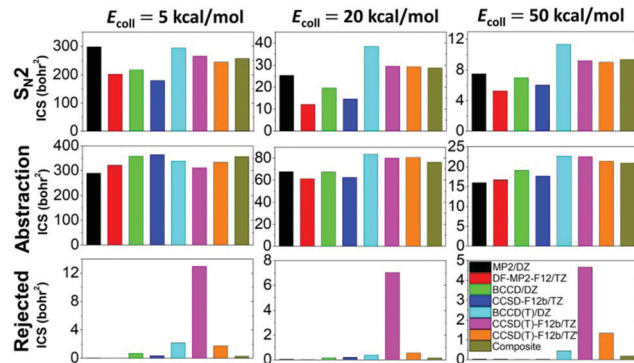 E_coll = 5 kcal/mol E_coll = 20 kcal/mol E_coll = 50 kcal/mol
S_N2
ICS (bohr²)
300
200
100
0
40
30
20
10
0
12
8
4
0
Abstraction
ICS (bohr²)
400
300
200
100
0
80
60
40
20
0
25
20
15
10
5
0
Rejected
ICS (bohr²)
12
8
4
0
8
6
4
2
0
5
4
3
2
1
0
MP2/DZ
DF-MP2-F12/TZ
BCCD/DZ
CCSD-F12b/TZ
BCCD(T)/DZ
CCSD(T)-F12b/TZ
CCSD(T)-F12b/TZ
Composite